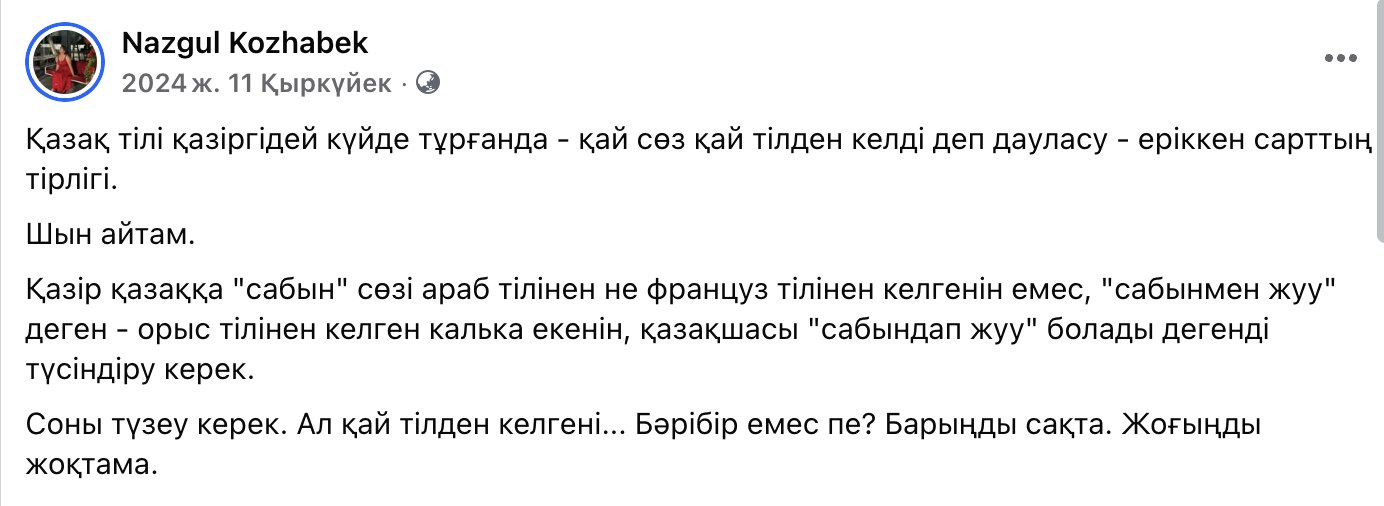 Nazgul Kozhabek
2024 ж. 11 Қыркүйек ·
Қазақ тілі қазіргідей күйде тұрғанда - қай сөз қай тілден келді деп дауласу - еріккен сарттың
тірлігі.
Шын айтам.
Қазір қазаққа "сабын" сөзі араб тілінен не француз тілінен келгенін емес, "сабынмен жуу"
деген - орыс тілінен келген калька екенін, қазақшасы "сабындап жуу" болады дегенді
түсіндіру керек.
Соны түзеу керек. Ал қай тілден келгені... Бәрібір емес пе? Барыңды сақта. Жоғыңды
жоқтама.